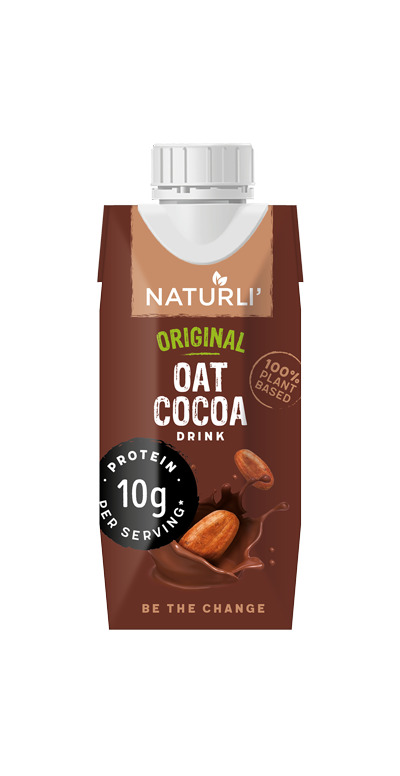 NATURLI'
ORIGINAL
OAT
COCOA
DRINK
100%
PLANT
BASED
PROTEIN
10g
PER SERVING*
BE THE CHANGE